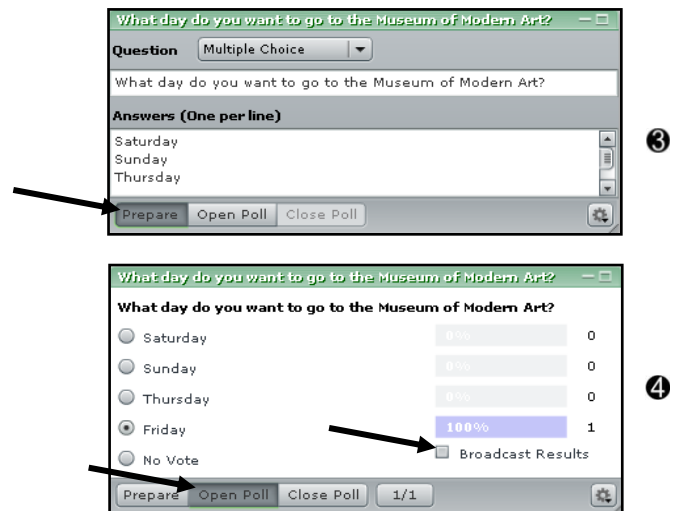 What day do you want to go to the Museum of Modern Art?
Question Multiple Choice
What day do you want to go to the Museum of Modern Art?
Answers (One per line)
Saturday
Sunday
Thursday
❸
Prepare Open Poll Close Poll
What day do you want to go to the Museum of Modern Art?
What day do you want to go to the Museum of Modern Art?
Saturday 0% 0
Sunday 0% 0
Thursday 0% 0
❹
Friday 100% 1
Broadcast Results
No Vote
Prepare Open Poll Close Poll 1/1